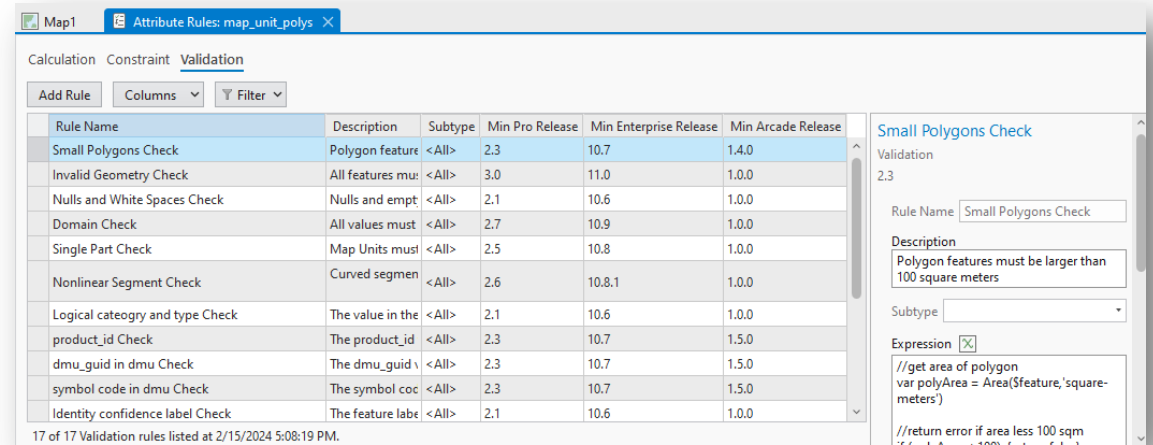 Map1
Attribute Rules: map_unit_polys
Calculation Constraint Validation
Add Rule Columns Filter
Rule Name Description Subtype Min Pro Release Min Enterprise Release Min Arcade Release
Small Polygons Check Polygon feature <All> 2.3 10.7 1.4.0
Invalid Geometry Check All features mu <All> 3.0 11.0 1.0.0
Nulls and White Spaces Check Nulls and empt <All> 2.1 10.6 1.0.0
Domain Check All values must <All> 2.7 10.9 1.0.0
Single Part Check Map Units must <All> 2.5 10.8 1.0.0
Nonlinear Segment Check Curved segmen <All> 2.6 10.8.1 1.0.0
Logical cateogry and type Check The value in the <All> 2.1 10.6 1.0.0
product_id Check The product_id <All> 2.3 10.7 1.5.0
dmu_guid in dmu Check The dmu_guid <All> 2.3 10.7 1.5.0
symbol code in dmu Check The symbol coc <All> 2.3 10.7 1.5.0
Identity confidence label Check The feature labe <All> 2.1 10.6 1.0.0
17 of 17 Validation rules listed at 2/15/2024 5:08:19 PM.
Small Polygons Check
Validation
2.3
Rule Name Small Polygons Check
Description
Polygon features must be larger than
100 square meters
Subtype
Expression
//get area of polygon
var polyArea = Area($feature,'square-
meters')
//return error if area less 100 sqm